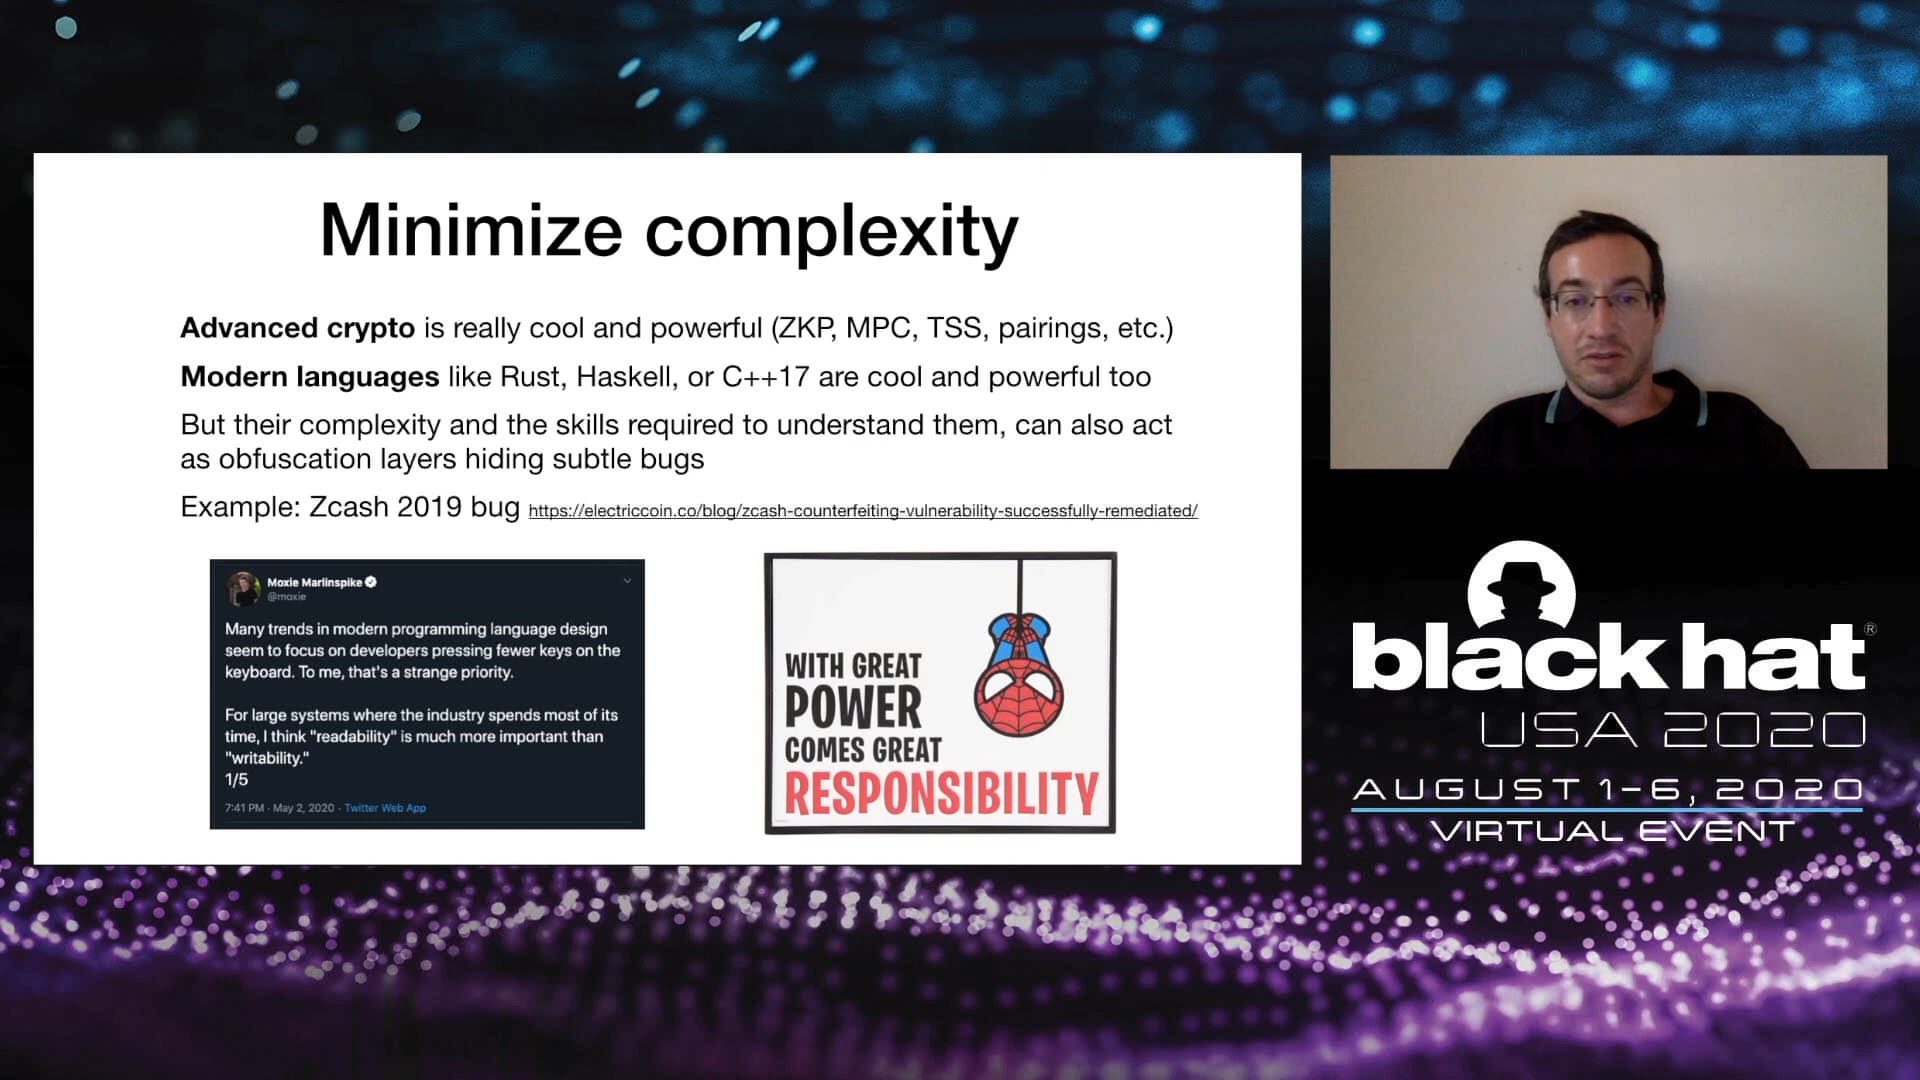 Minimize complexity
Advanced crypto is really cool and powerful (ZKP, MPC, TSS, pairings, etc.)
Modern languages like Rust, Haskell, or C++17 are cool and powerful too
But their complexity and the skills required to understand them, can also act
as obfuscation layers hiding subtle bugs
Example: Zcash 2019 bug https://electriccoin.co/blog/zcash-counterfeiting-vulnerability-successfully-remediated/
Moxie Marlinspike
@moxie
Many trends in modern programming language design
seem to focus on developers pressing fewer keys on the
keyboard. To me, that's a strange priority.
For large systems where the industry spends most of its
time, I think "readability" is much more important than
"writability."
1/5
7:41 PM · May 2, 2020 · Twitter Web App
WITH GREAT
POWER
COMES GREAT
RESPONSIBILITY
black hat®
USA 2020
AUGUST 1-6, 2020
VIRTUAL EVENT